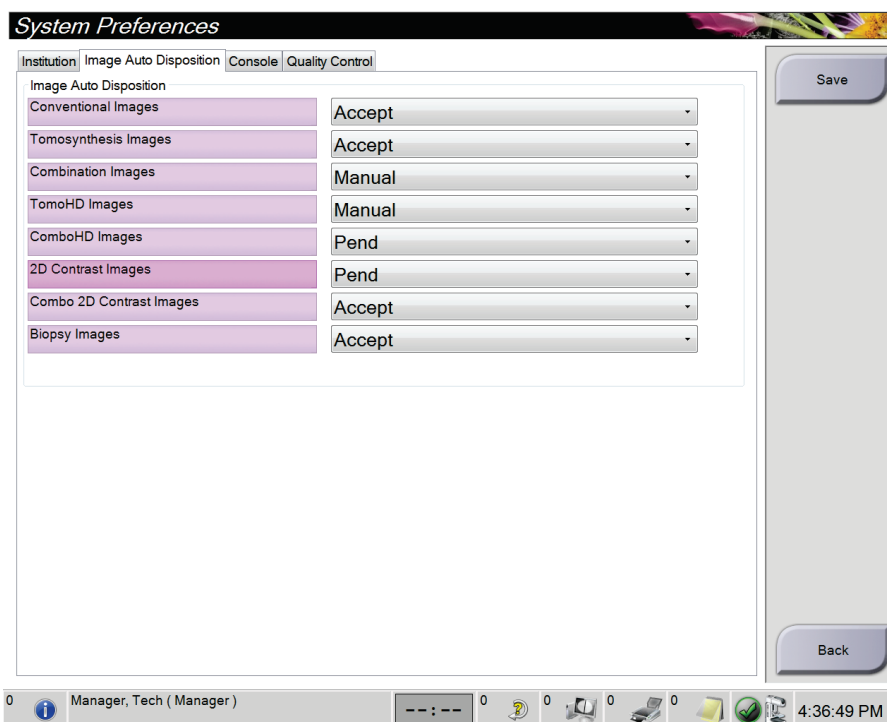 System Preferences
Institution Image Auto Disposition Console Quality Control
Save
Image Auto Disposition
Conventional Images Accept
Tomosynthesis Images Accept
Combination Images Manual
TomoHD Images Manual
ComboHD Images Pend
2D Contrast Images Pend
Combo 2D Contrast Images Accept
Biopsy Images Accept
Back
0 Manager, Tech ( Manager ) --:-- 0 0 0 0 4:36:49 PM